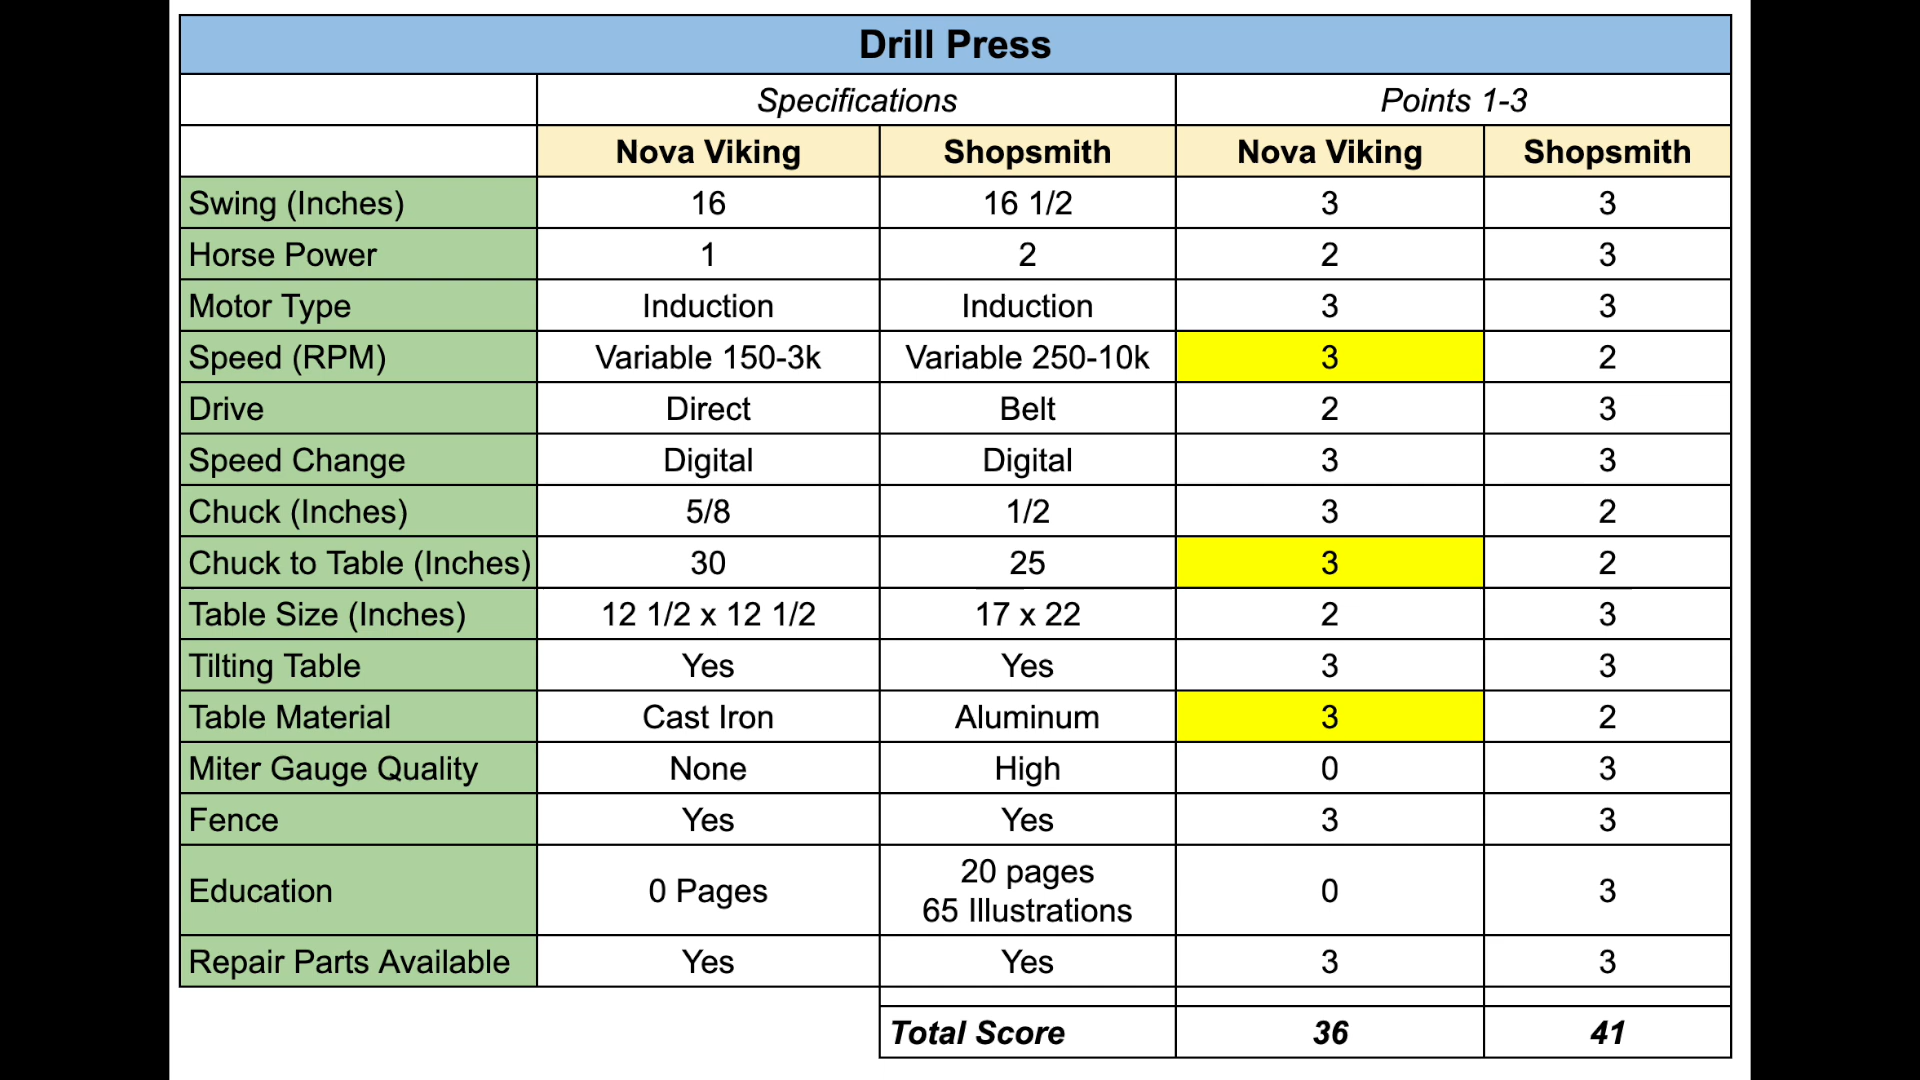 Drill Press
Specifications Points 1-3
Nova Viking Shopsmith Nova Viking Shopsmith
Swing (Inches) 16 16 1/2 3 3
Horse Power 1 2 2 3
Motor Type Induction Induction 3 3
Speed (RPM) Variable 150-3k Variable 250-10k 3 2
Drive Direct Belt 2 3
Speed Change Digital Digital 3 3
Chuck (Inches) 5/8 1/2 3 2
Chuck to Table (Inches) 30 25 3 2
Table Size (Inches) 12 1/2 x 12 1/2 17 x 22 2 3
Tilting Table Yes Yes 3 3
Table Material Cast Iron Aluminum 3 2
Miter Gauge Quality None High 0 3
Fence Yes Yes 3 3
Education 0 Pages 20 pages 65 Illustrations 0 3
Repair Parts Available Yes Yes 3 3
Total Score 36 41